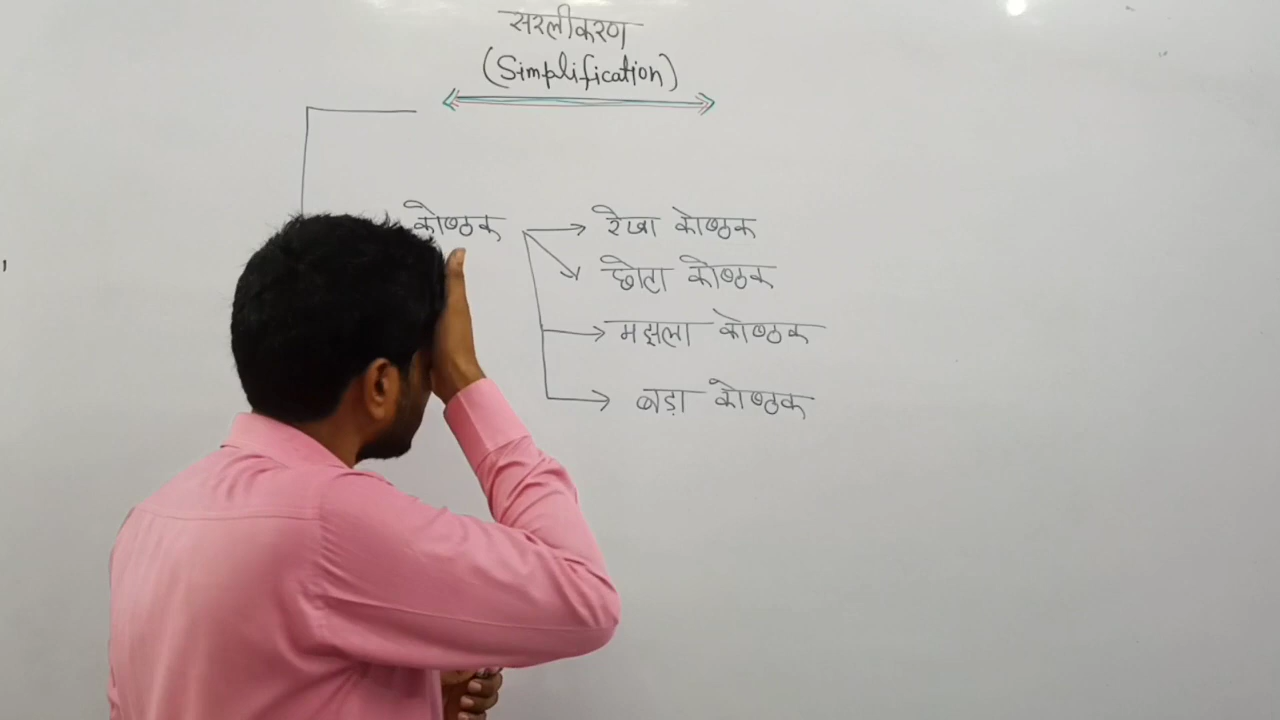 सरलीकरण
(Simplification)
कोष्ठक
रेखा कोष्ठक
छोटा कोष्ठक
मझला कोष्ठक
बड़ा कोष्ठक